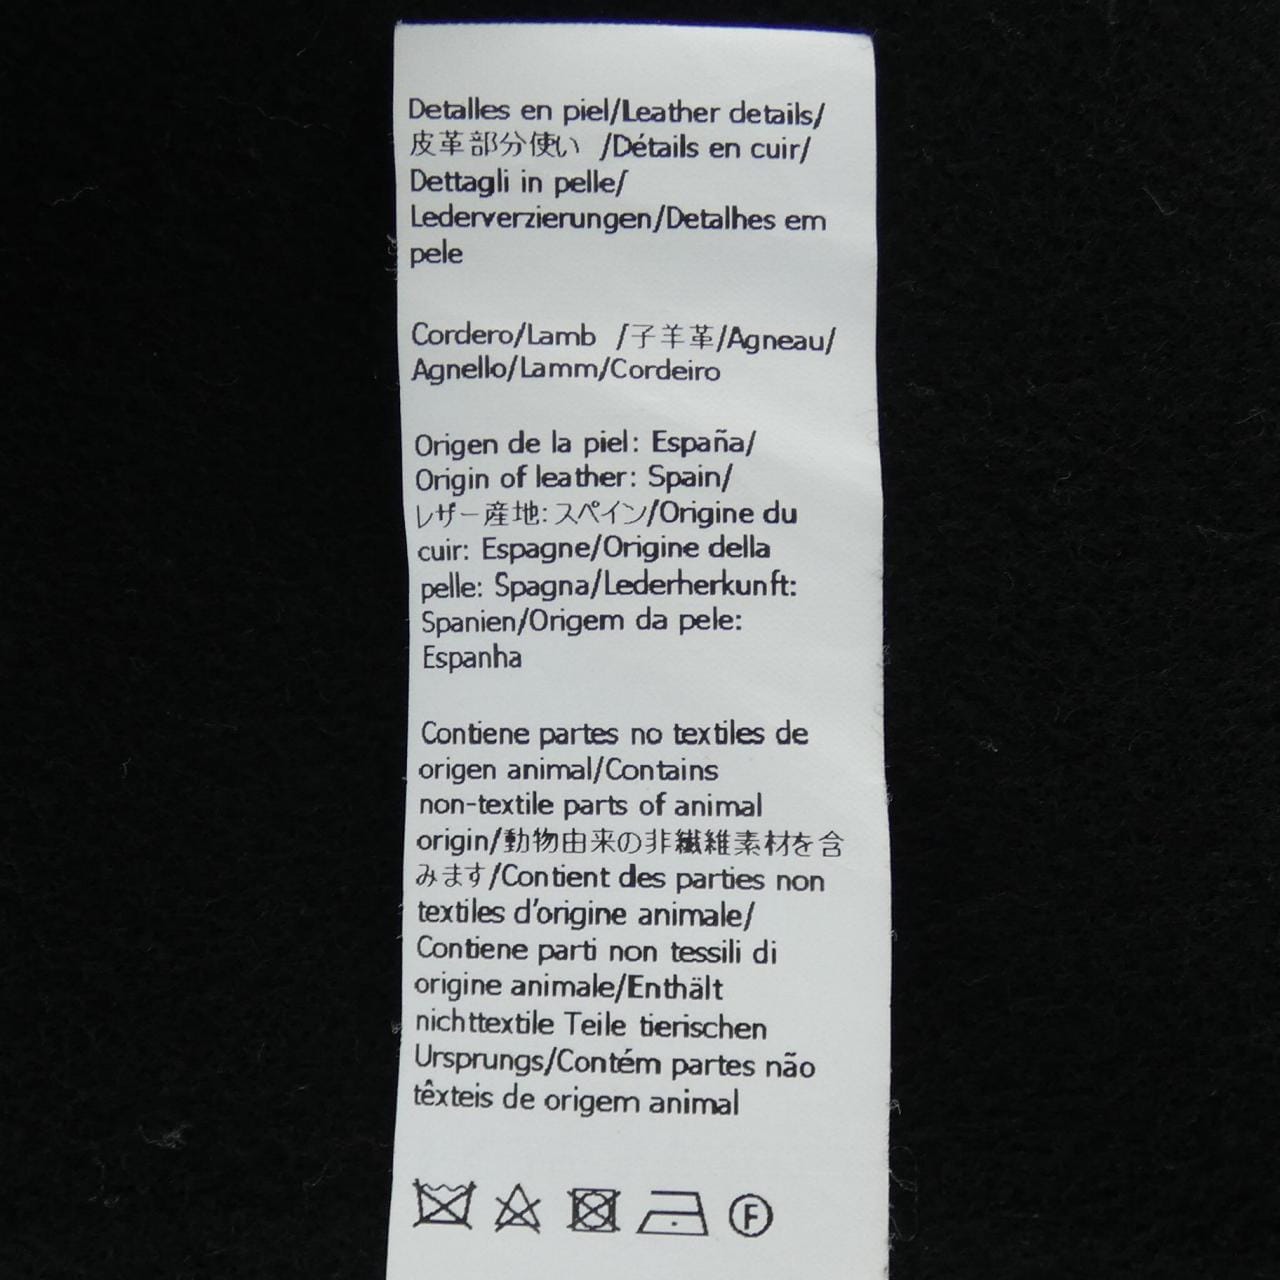 Detalles en piel/Leather details/
皮革部分使い /Détails en cuir/
Dettagli in pelle/
Lederverzierungen/Detalhes em
pele
Cordero/Lamb /子羊革/Agneau/
Agnello/Lamm/Cordeiro
Origen de la piel: España/
Origin of leather: Spain/
レザー産地: スペイン/Origine du
cuir: Espagne/Origine della
pelle: Spagna/Lederherkunft:
Spanien/Origem da pele:
Espanha
Contiene partes no textiles de
origen animal/Contains
non-textile parts of animal
origin/動物由来の非繊維素材を含
みます/Contient des parties non
textiles d'origine animale/
Contiene parti non tessili di
origine animale/Enthält
nichttextile Teile tierischen
Ursprungs/Contém partes não
têxteis de origem animal
F